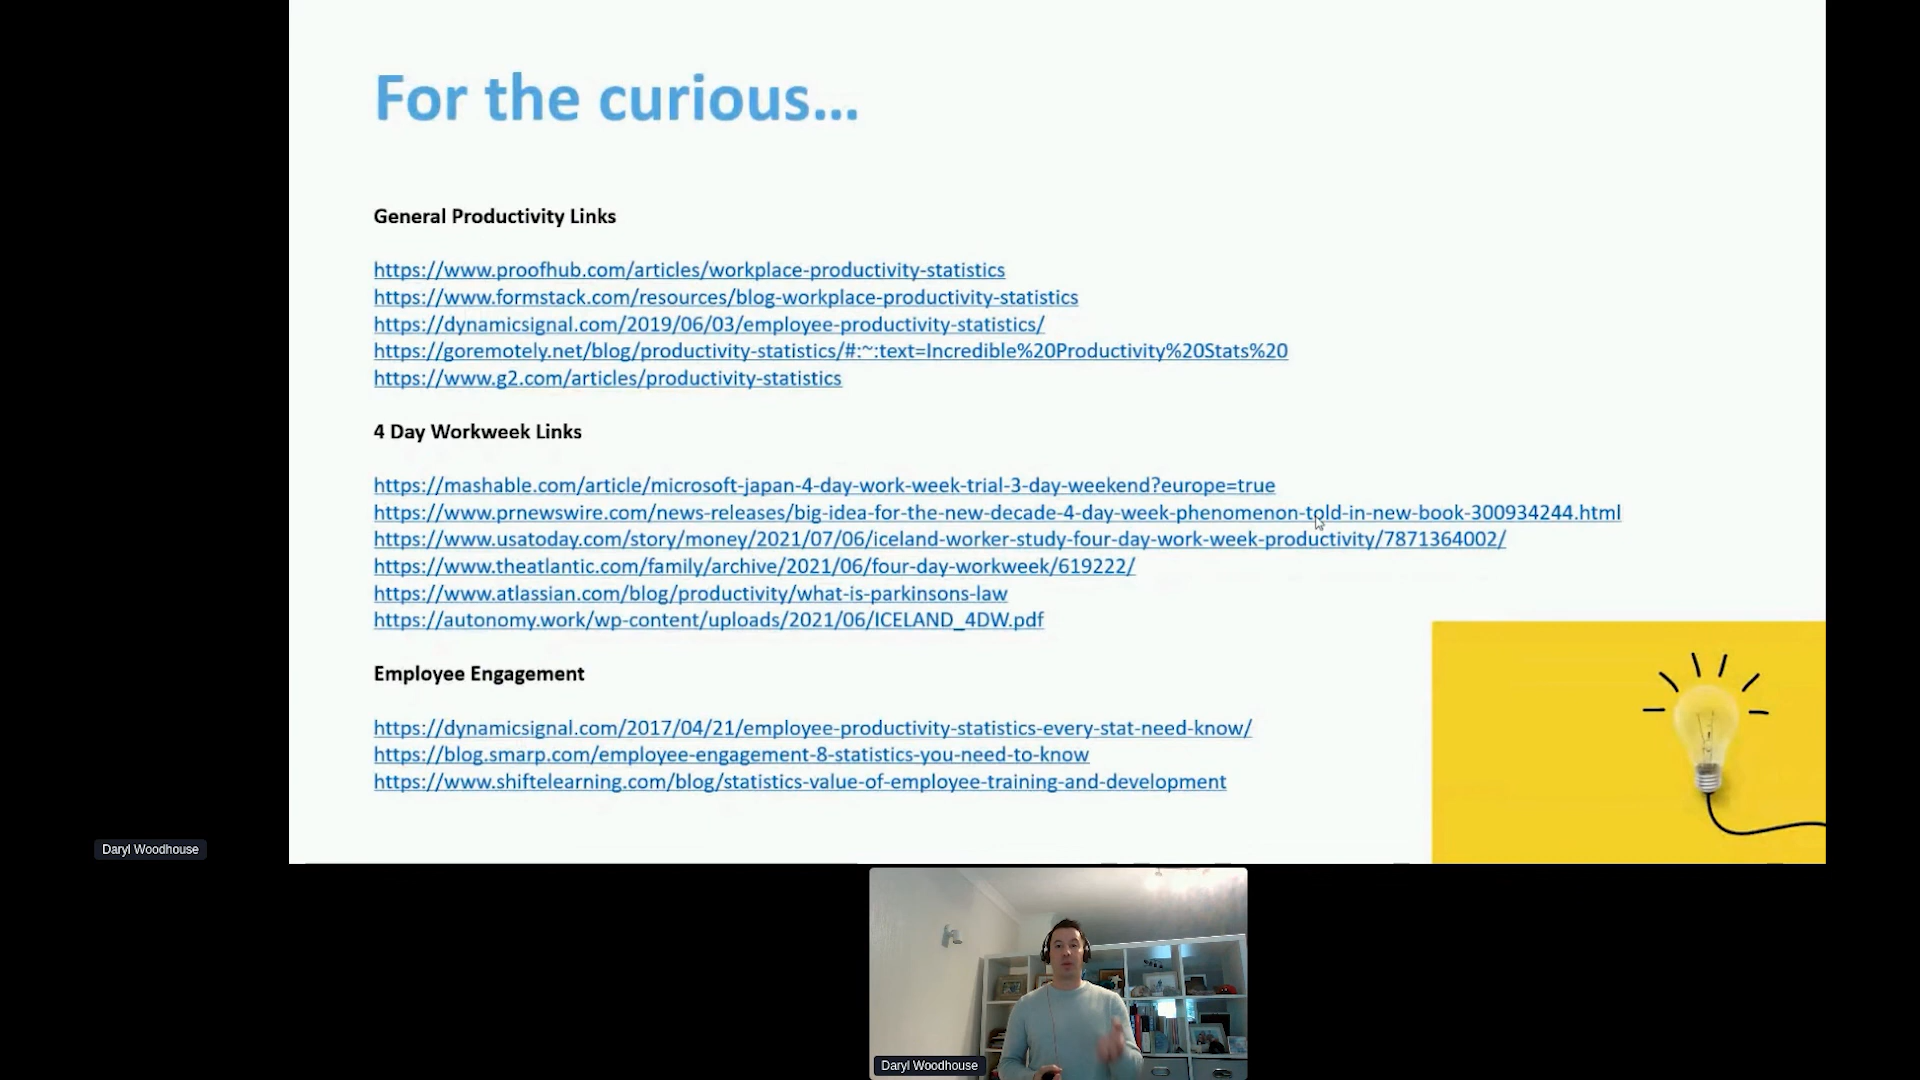 For the curious...
General Productivity Links
https://www.proofhub.com/articles/workplace-productivity-statistics
https://www.formstack.com/resources/blog-workplace-productivity-statistics
https://dynamicsignal.com/2019/06/03/employee-productivity-statistics/
https://goremotely.net/blog/productivity-statistics/#:~:text=Incredible%20Productivity%20Stats%20
https://www.g2.com/articles/productivity-statistics
4 Day Workweek Links
https://mashable.com/article/microsoft-japan-4-day-work-week-trial-3-day-weekend?europe=true
https://www.prnewswire.com/news-releases/big-idea-for-the-new-decade-4-day-week-phenomenon-told-in-new-book-300934244.html
https://www.usatoday.com/story/money/2021/07/06/iceland-worker-study-four-day-work-week-productivity/7871364002/
https://www.theatlantic.com/family/archive/2021/06/four-day-workweek/619222/
https://www.atlassian.com/blog/productivity/what-is-parkinsons-law
https://autonomy.work/wp-content/uploads/2021/06/ICELAND_4DW.pdf
Employee Engagement
https://dynamicsignal.com/2017/04/21/employee-productivity-statistics-every-stat-need-know/
https://blog.smarp.com/employee-engagement-8-statistics-you-need-to-know
https://www.shiftelearning.com/blog/statistics-value-of-employee-training-and-development
Daryl Woodhouse
Daryl Woodhouse